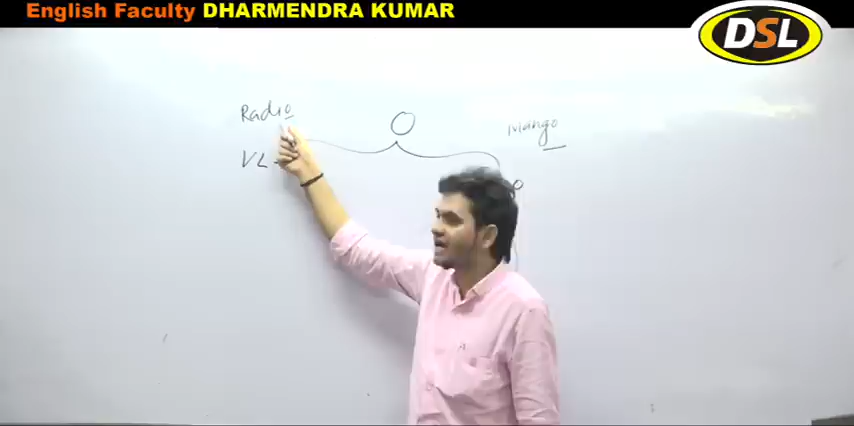 English Faculty DHARMENDRA KUMAR
DSL
Radio
O
Mango
VL